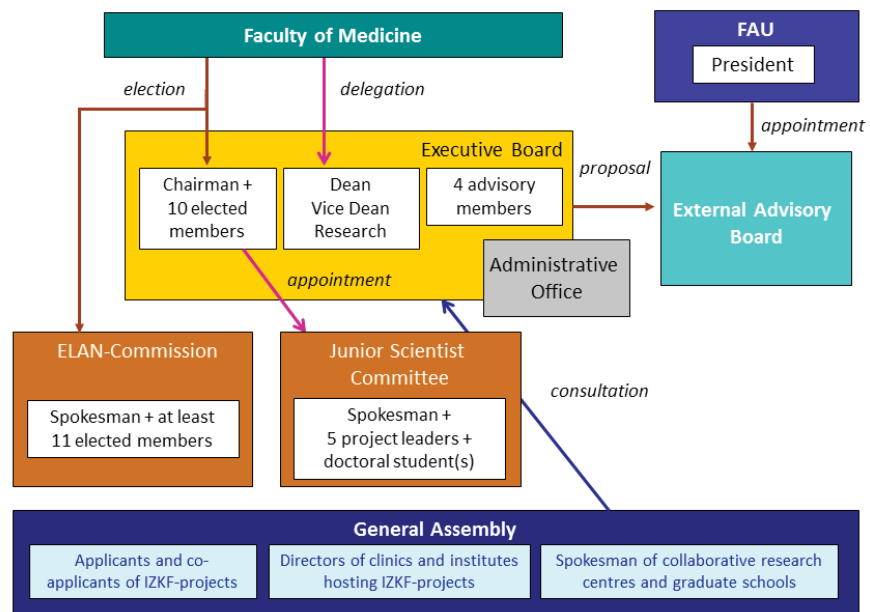 Faculty of Medicine
FAU
President
election
delegation
appointment
Executive Board
proposal
Chairman +
10 elected
members
Dean
Vice Dean
Research
4 advisory
members
External Advisory
Board
Administrative
Office
appointment
ELAN-Commission
Spokesman + at least
11 elected members
Junior Scientist
Committee
Spokesman +
5 project leaders +
doctoral student(s)
consultation
General Assembly
Applicants and co-
applicants of IZKF-projects
Directors of clinics and institutes
hosting IZKF-projects
Spokesman of collaborative research
centres and graduate schools